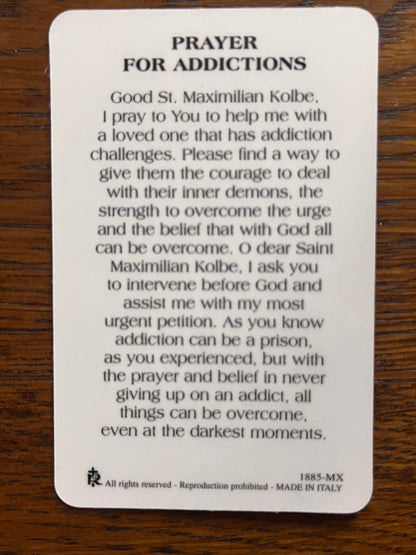 PRAYER
FOR ADDICTIONS
Good St. Maximilian Kolbe,
I pray to You to help me with
a loved one that has addiction
challenges. Please find a way to
give them the courage to deal
with their inner demons, the
strength to overcome the urge
and the belief that with God all
can be overcome. O dear Saint
Maximilian Kolbe, I ask you
to intervene before God and
assist me with my most
urgent petition. As you know
addiction can be a prison,
as you experienced, but with
the prayer and belief in never
giving up on an addict, all
things can be overcome,
even at the darkest moments.
1885-MX
All rights reserved - Reproduction prohibited - MADE IN ITALY